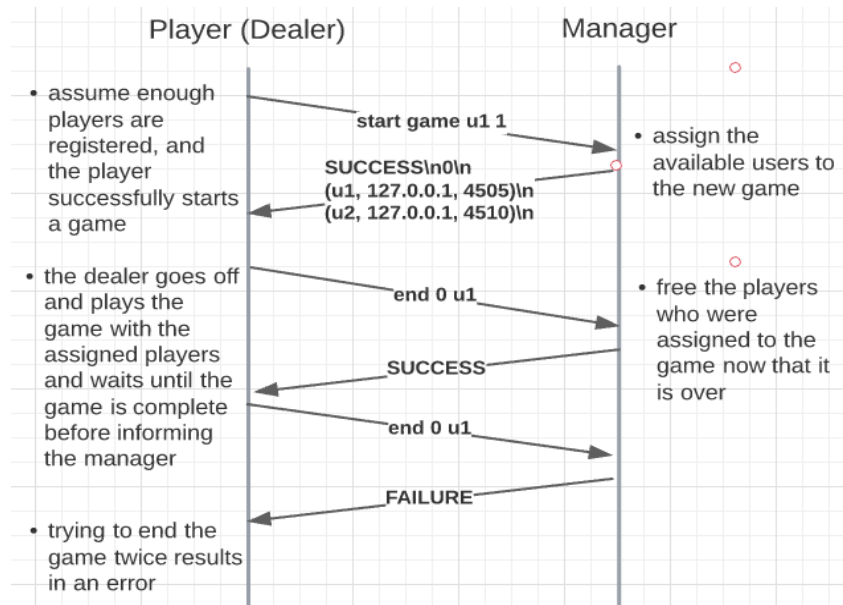 Player (Dealer)
Manager
• assume enough
players are
registered, and
the player
successfully starts
a game
start game u1 1
• assign the
available users to
the new game
SUCCESS\n0\n
(u1, 127.0.0.1, 4505)\n
(u2, 127.0.0.1, 4510)\n
• the dealer goes off
and plays the
game with the
assigned players
and waits until the
game is complete
before informing
the manager
end 0 u1
• free the players
who were
assigned to the
game now that it
is over
SUCCESS
end 0 u1
FAILURE
• trying to end the
game twice results
in an error